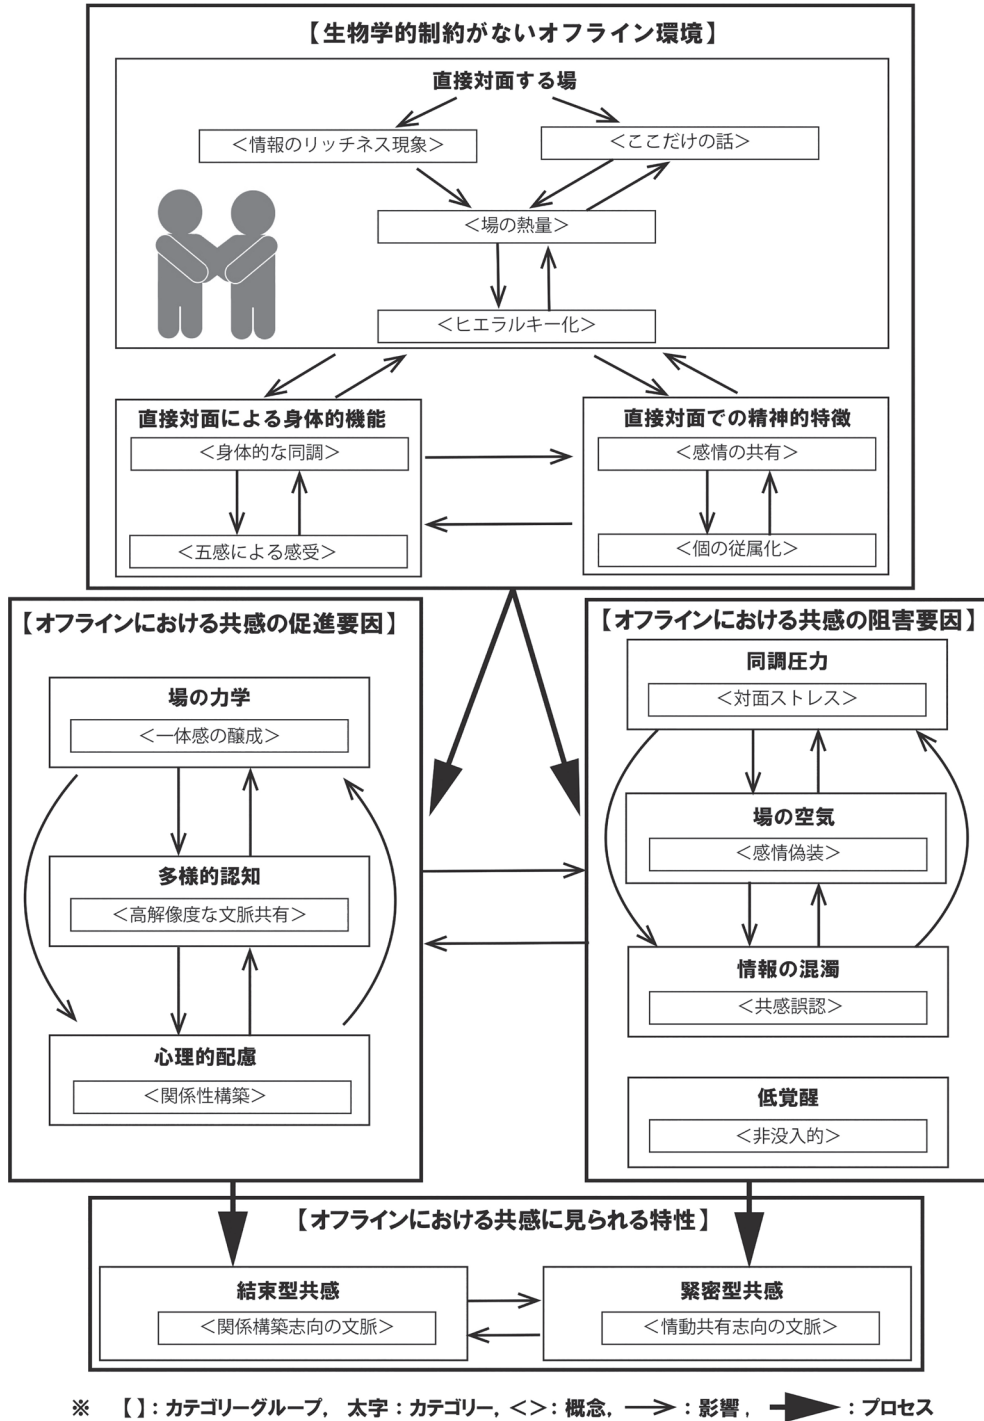 【生物学的制約がないオフライン環境】
直接対面する場
＜情報のリッチネス現象＞
＜ここだけの話＞
＜場の熱量＞
＜ヒエラルキー化＞
直接対面による身体的機能
＜身体的な同調＞
＜五感による感受＞
直接対面での精神的特徴
＜感情の共有＞
＜個の従属化＞
【オフラインにおける共感の促進要因】
場の力学
＜一体感の醸成＞
多様的認知
＜高解像度な文脈共有＞
心理的配慮
＜関係性構築＞
【オフラインにおける共感の阻害要因】
同調圧力
＜対面ストレス＞
場の空気
＜感情偽装＞
情報の混濁
＜共感誤認＞
低覚醒
＜非没入的＞
【オフラインにおける共感に見られる特性】
結束型共感
＜関係構築志向の文脈＞
緊密型共感
＜情動共有志向の文脈＞
※　【 】：カテゴリーグループ，　太字：カテゴリー，＜＞：概念，→：影響，　➡：プロセス